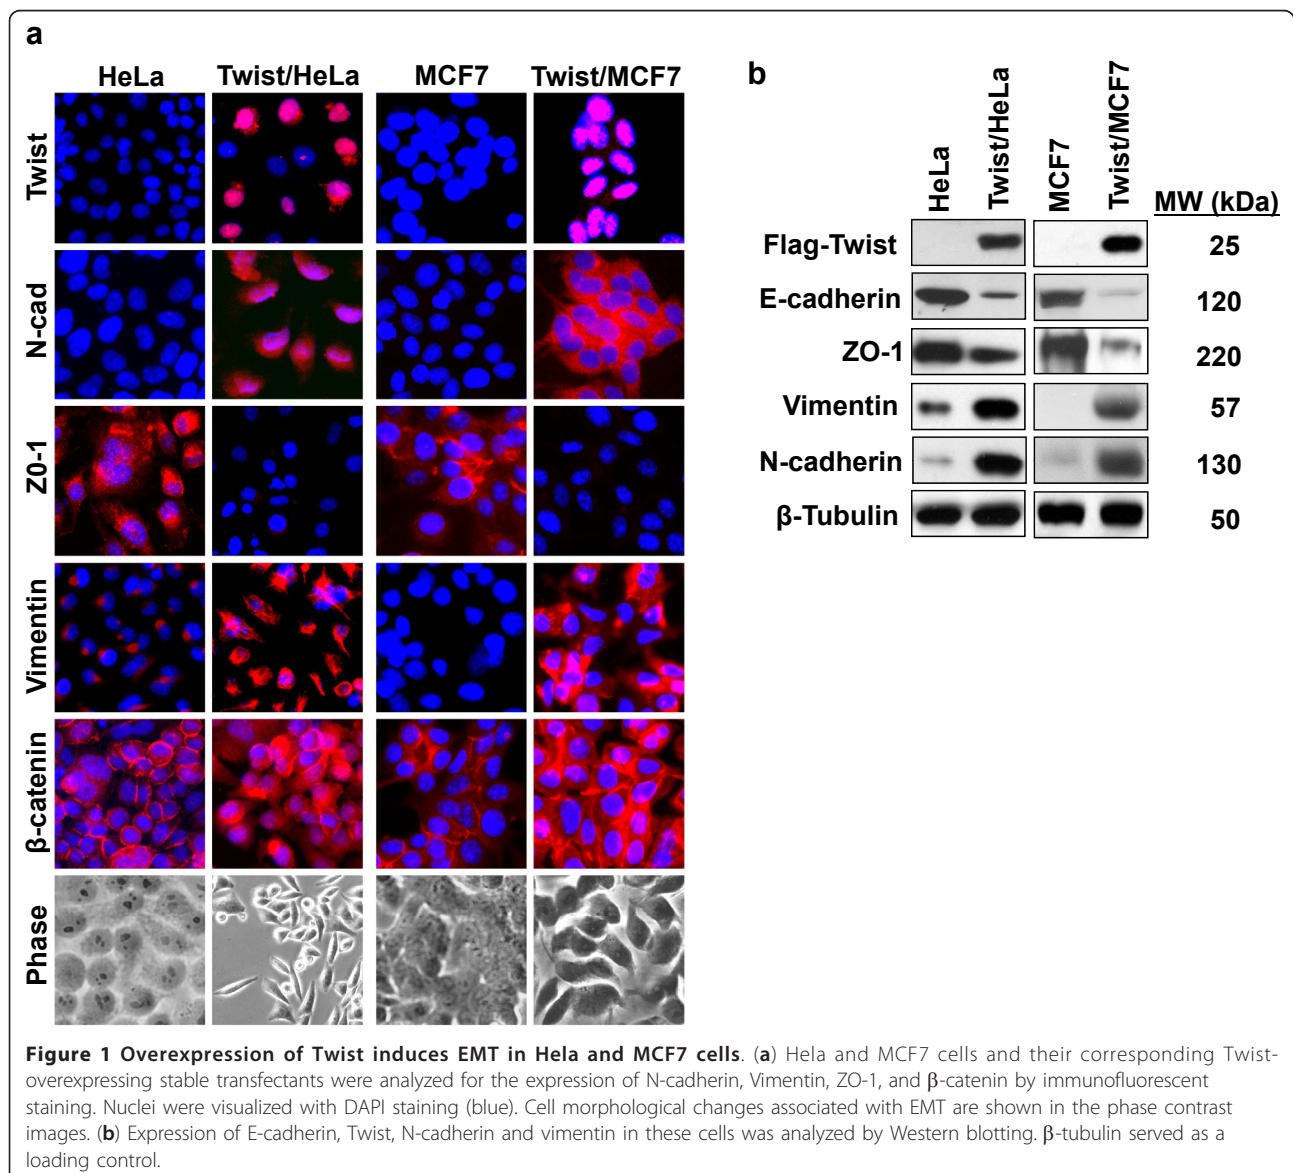 a
HeLa Twist/HeLa MCF7 Twist/MCF7
Twist
N-cad
Z0-1
Vimentin
β-catenin
Phase
b
HeLa
Twist/HeLa
MCF7
Twist/MCF7
MW (kDa)
Flag-Twist 25
E-cadherin 120
ZO-1 220
Vimentin 57
N-cadherin 130
β-Tubulin 50
Figure 1 Overexpression of Twist induces EMT in Hela and MCF7 cells. (a) Hela and MCF7 cells and their corresponding Twist-
overexpressing stable transfectants were analyzed for the expression of N-cadherin, Vimentin, ZO-1, and β-catenin by immunofluorescent
staining. Nuclei were visualized with DAPI staining (blue). Cell morphological changes associated with EMT are shown in the phase contrast
images. (b) Expression of E-cadherin, Twist, N-cadherin and vimentin in these cells was analyzed by Western blotting. β-tubulin served as a
loading control.